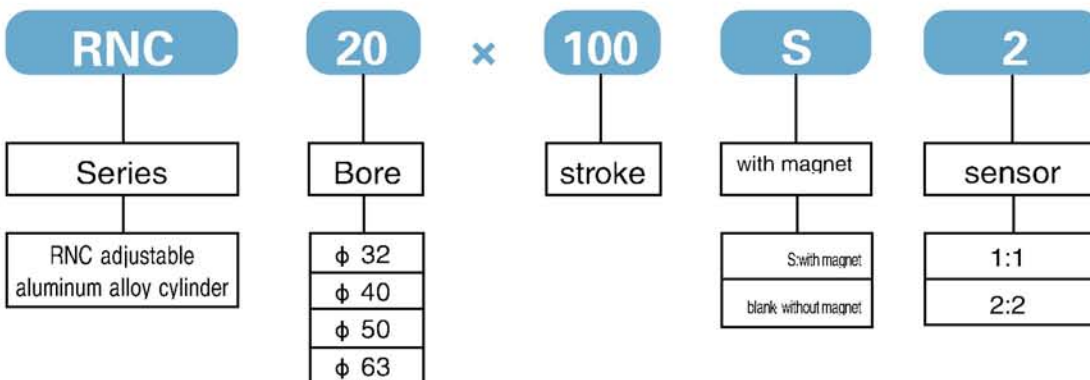 RNC 20 × 100 S 2
Series Bore stroke with magnet sensor
RNC adjustable
aluminum alloy cylinder
ϕ 32
ϕ 40
ϕ 50
ϕ 63
S:with magnet
blank without magnet
1:1
2:2